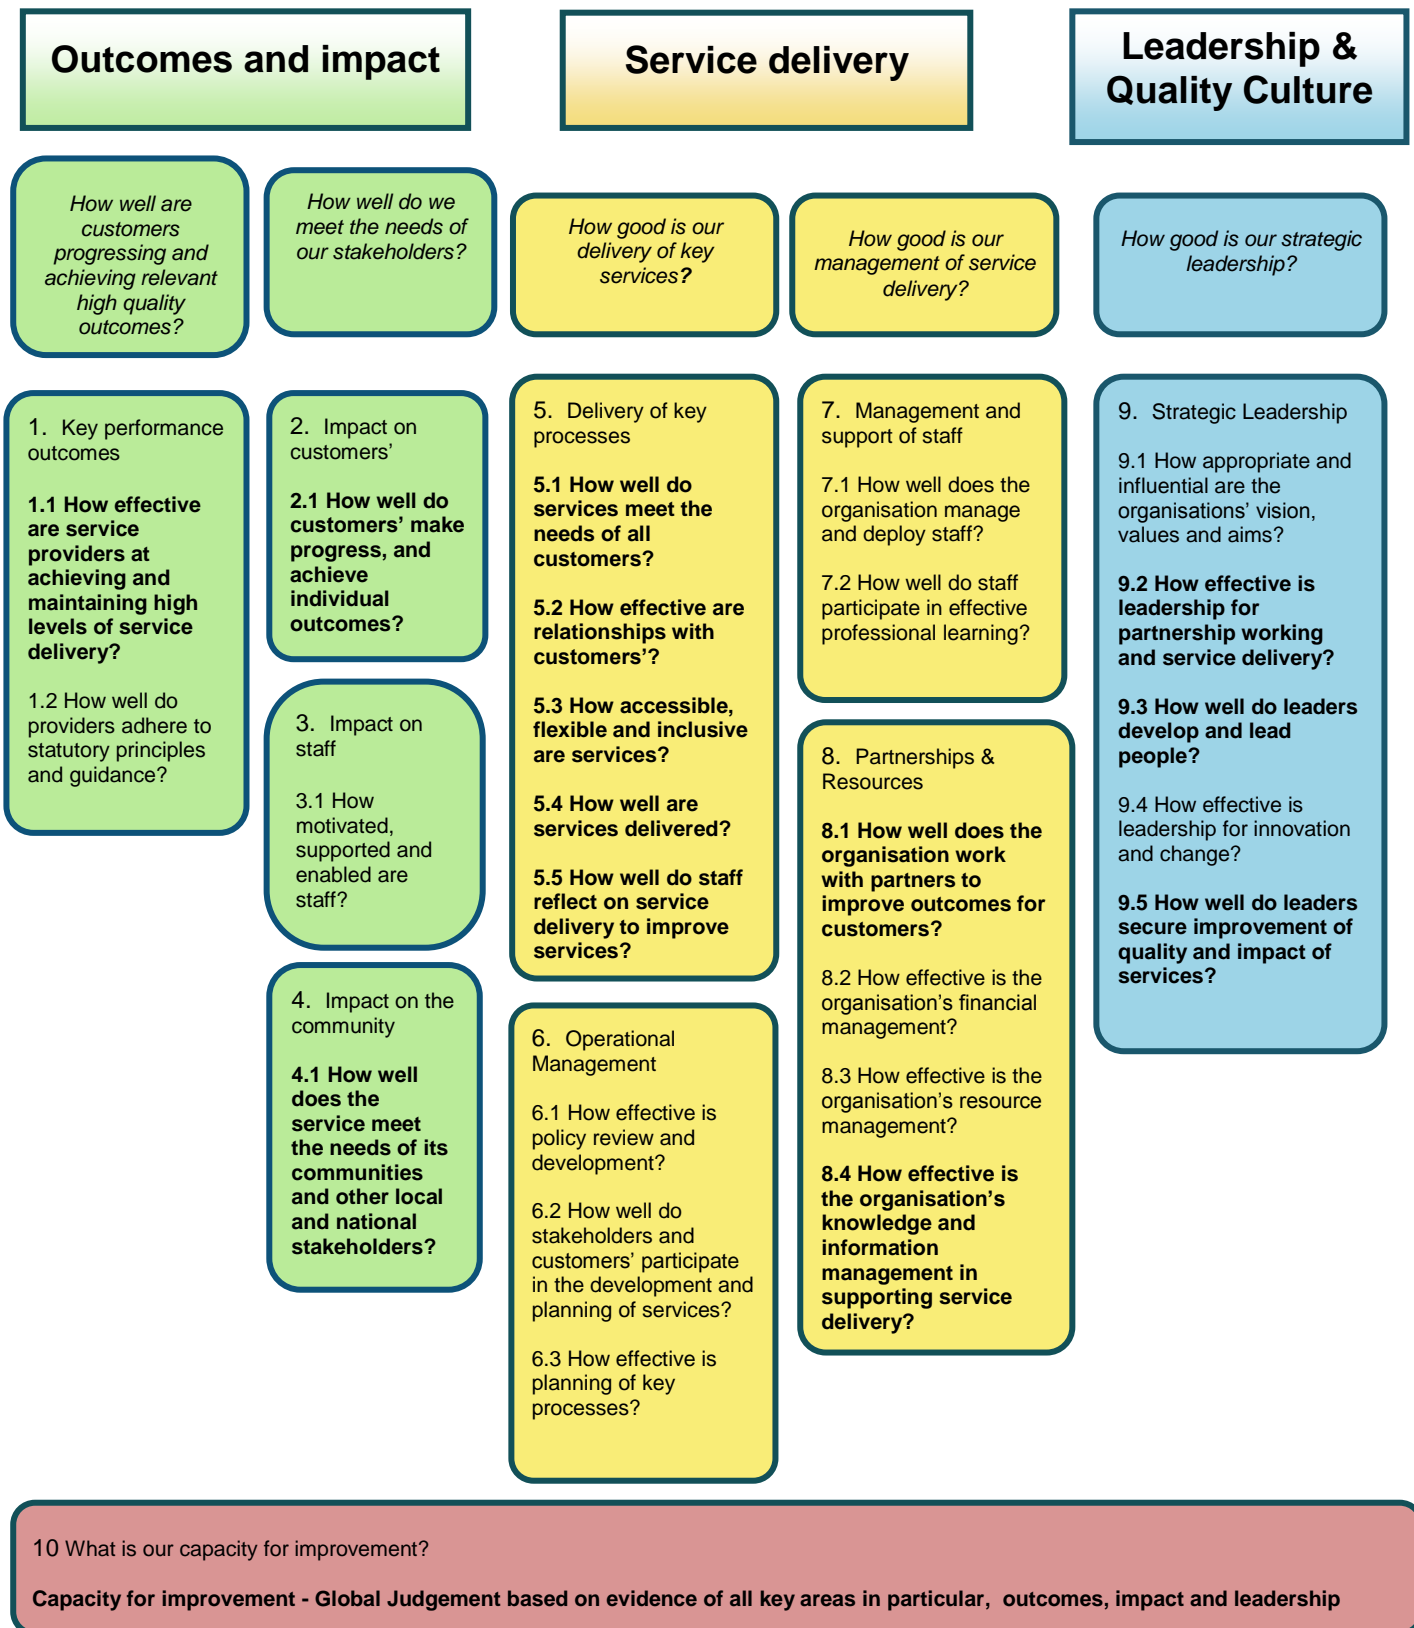 Outcomes and impact
Service delivery
Leadership &
Quality Culture
How well are
customers
progressing and
achieving relevant
high quality
outcomes?
How well do we
meet the needs of
our stakeholders?
How good is our
delivery of key
services?
How good is our
management of service
delivery?
How good is our strategic
leadership?
1. Key performance
outcomes
1.1 How effective
are service
providers at
achieving and
maintaining high
levels of service
delivery?
1.2 How well do
providers adhere to
statutory principles
and guidance?
2. Impact on
customers’
2.1 How well do
customers’ make
progress, and
achieve
individual
outcomes?
3. Impact on
staff
3.1 How
motivated,
supported and
enabled are
staff?
4. Impact on the
community
4.1 How well
does the
service meet
the needs of its
communities
and other local
and national
stakeholders?
5. Delivery of key
processes
5.1 How well do
services meet the
needs of all
customers?
5.2 How effective are
relationships with
customers’?
5.3 How accessible,
flexible and inclusive
are services?
5.4 How well are
services delivered?
5.5 How well do staff
reflect on service
delivery to improve
services?
6. Operational
Management
6.1 How effective is
policy review and
development?
6.2 How well do
stakeholders and
customers’ participate
in the development and
planning of services?
6.3 How effective is
planning of key
processes?
7. Management and
support of staff
7.1 How well does the
organisation manage
and deploy staff?
7.2 How well do staff
participate in effective
professional learning?
8. Partnerships &
Resources
8.1 How well does the
organisation work
with partners to
improve outcomes for
customers?
8.2 How effective is the
organisation’s financial
management?
8.3 How effective is the
organisation’s resource
management?
8.4 How effective is
the organisation’s
knowledge and
information
management in
supporting service
delivery?
9. Strategic Leadership
9.1 How appropriate and
influential are the
organisations’ vision,
values and aims?
9.2 How effective is
leadership for
partnership working
and service delivery?
9.3 How well do leaders
develop and lead
people?
9.4 How effective is
leadership for innovation
and change?
9.5 How well do leaders
secure improvement of
quality and impact of
services?
10 What is our capacity for improvement?
Capacity for improvement - Global Judgement based on evidence of all key areas in particular, outcomes, impact and leadership